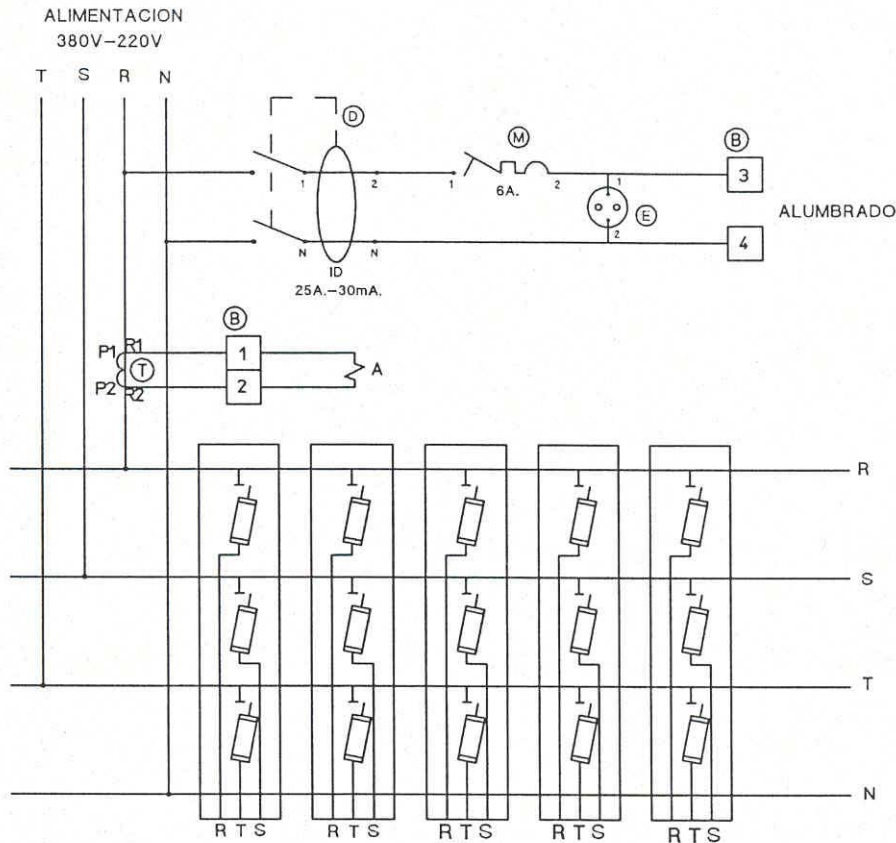 ALIMENTACION
380V-220V
T S R N
D
M
B
1 2 1 2 1 3
6A.
E
ALUMBRADO
2
N N 4
ID
25A.-30mA.
B
P1 R1 1
T A
P2 R2 2
R
S
T
N
R T S R T S R T S R T S R T S